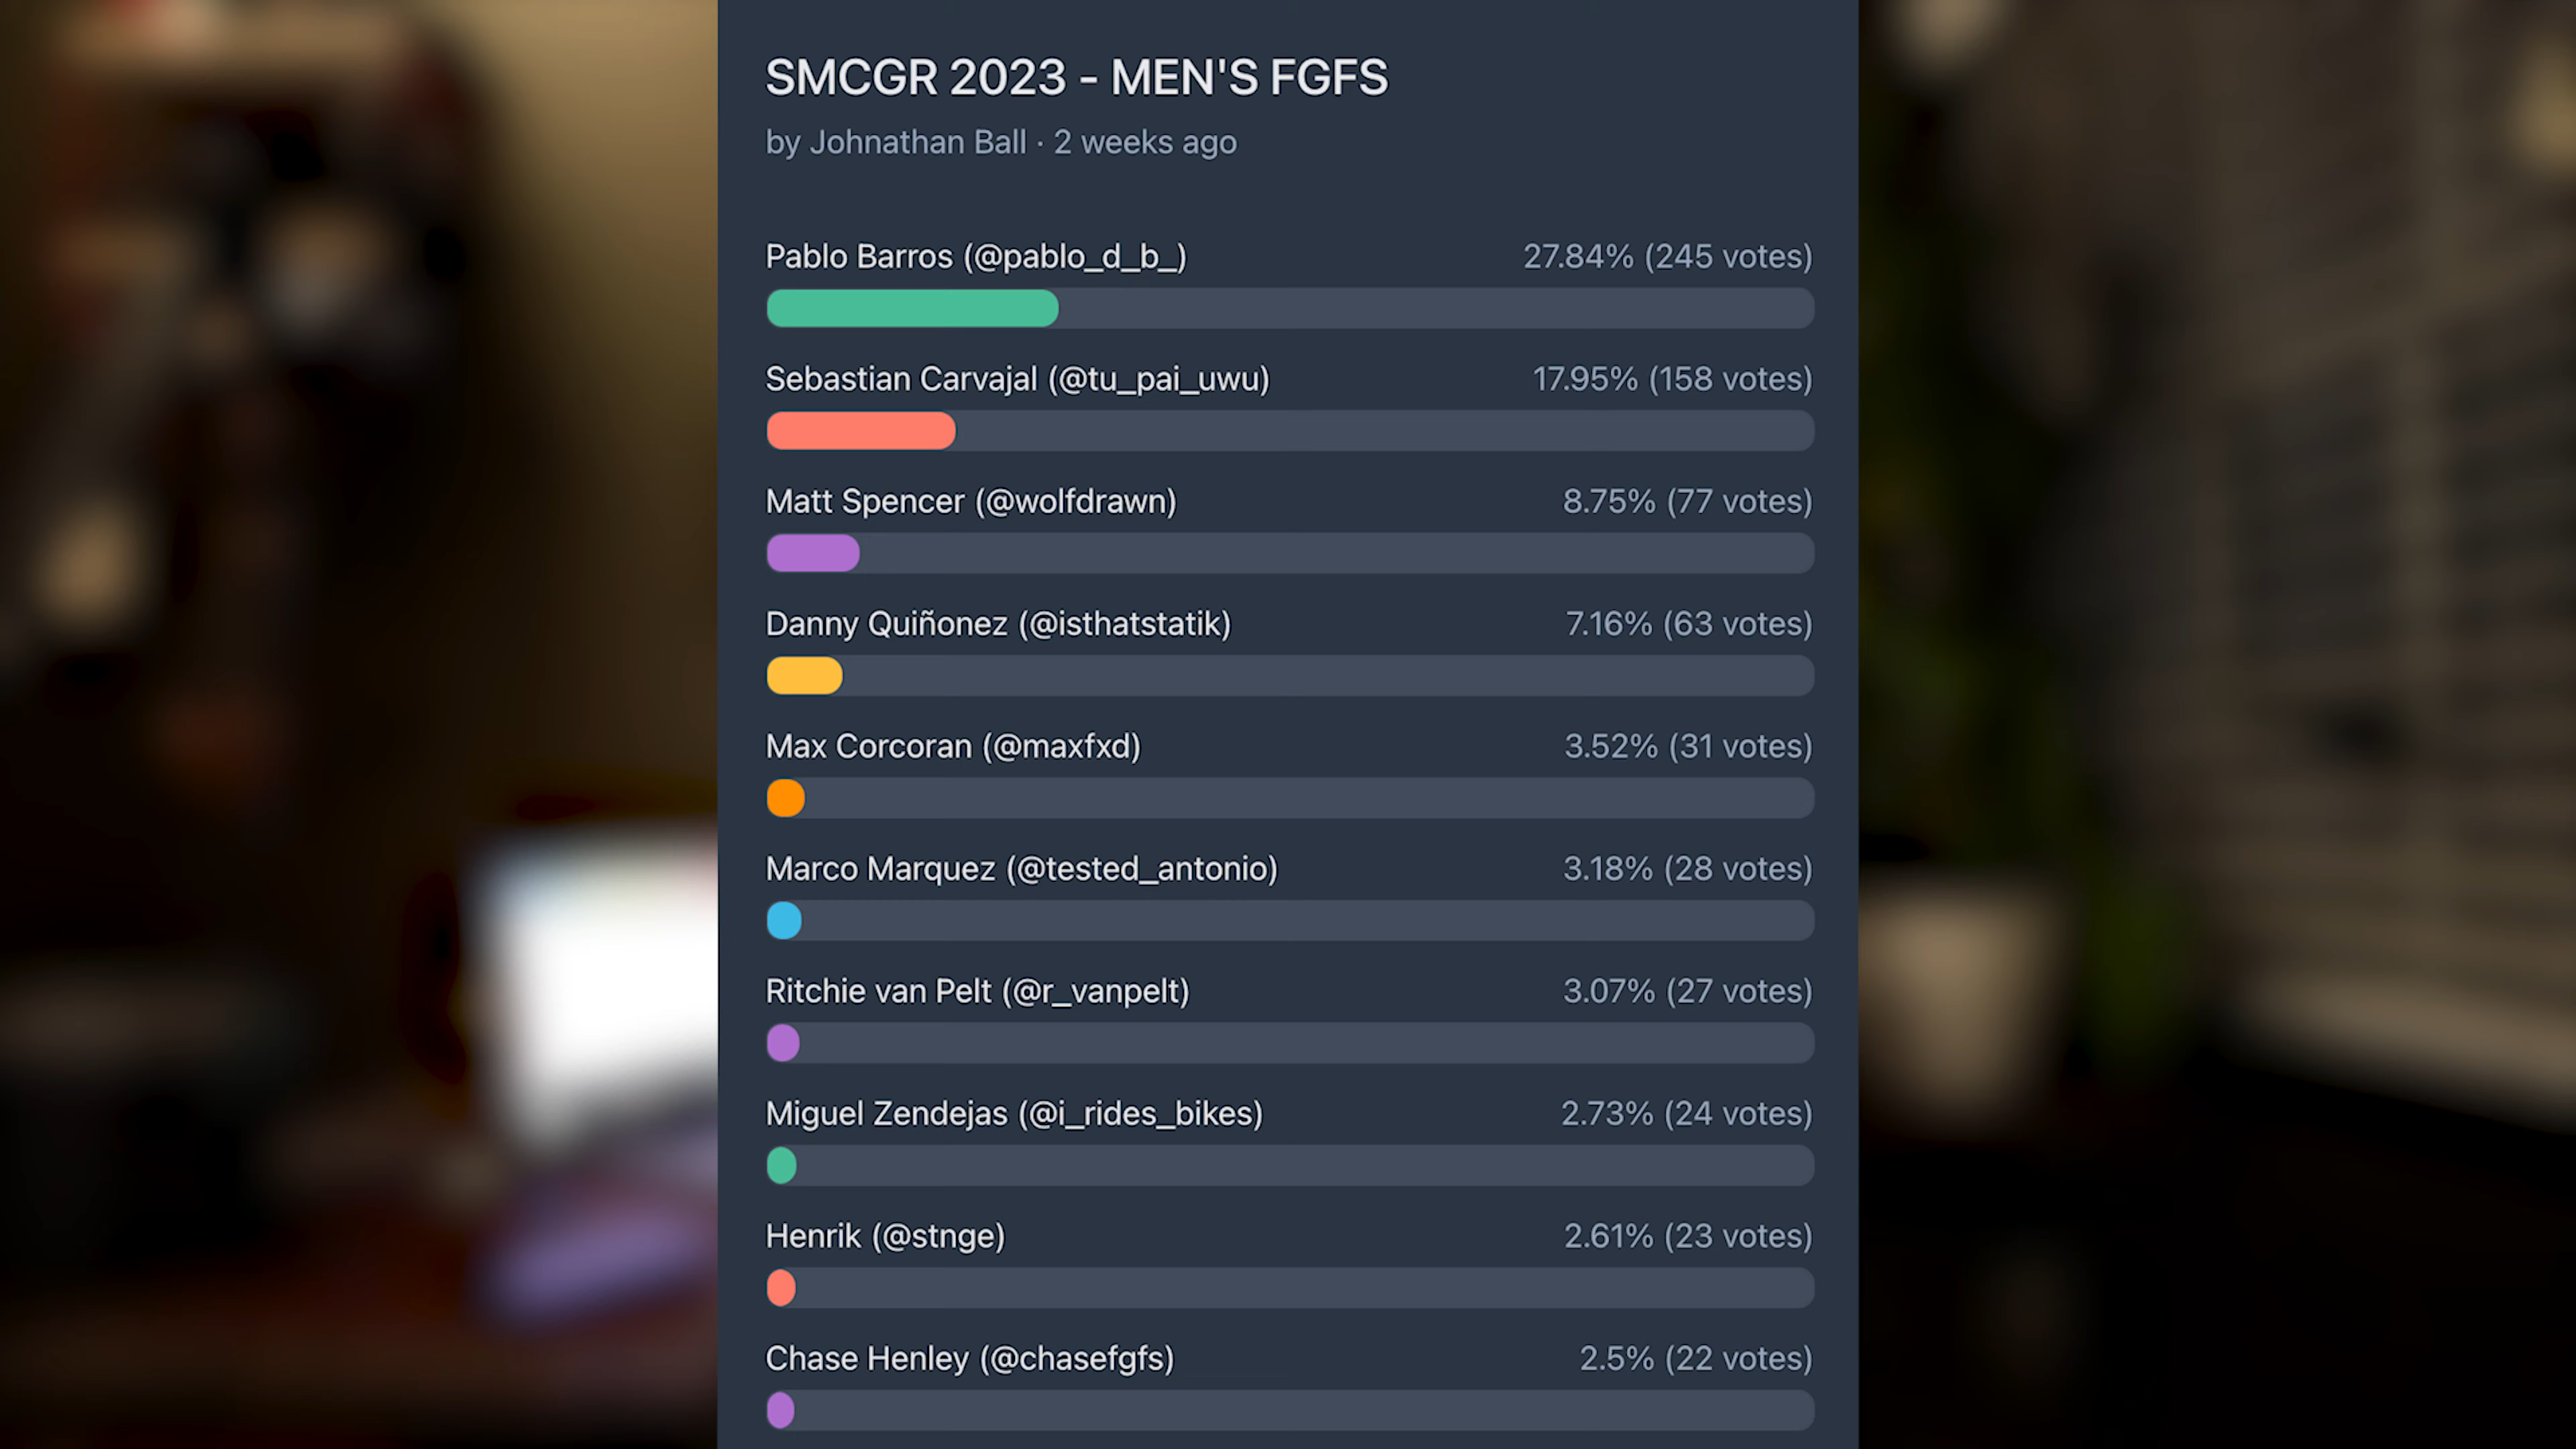 SMCGR 2023 - MEN'S FGFS
by Johnathan Ball · 2 weeks ago
Pablo Barros (@pablo_d_b_) 27.84% (245 votes)
Sebastian Carvajal (@tu_pai_uwu) 17.95% (158 votes)
Matt Spencer (@wolfdrawn) 8.75% (77 votes)
Danny Quiñonez (@isthatstatik) 7.16% (63 votes)
Max Corcoran (@maxfxd) 3.52% (31 votes)
Marco Marquez (@tested_antonio) 3.18% (28 votes)
Ritchie van Pelt (@r_vanpelt) 3.07% (27 votes)
Miguel Zendejas (@i_rides_bikes) 2.73% (24 votes)
Henrik (@stnge) 2.61% (23 votes)
Chase Henley (@chasefgfs) 2.5% (22 votes)